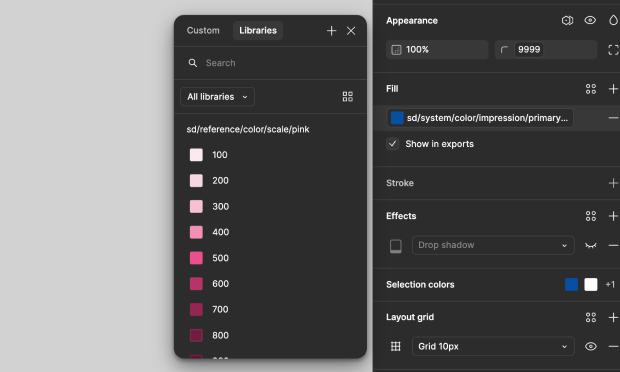 Custom
Libraries
Search
All libraries
sd/reference/color/scale/pink
100
200
300
400
500
600
700
800
Appearance
100%
9999
Fill
sd/system/color/impression/primary...
Show in exports
Stroke
Effects
Drop shadow
Selection colors
+1
Layout grid
Grid 10px